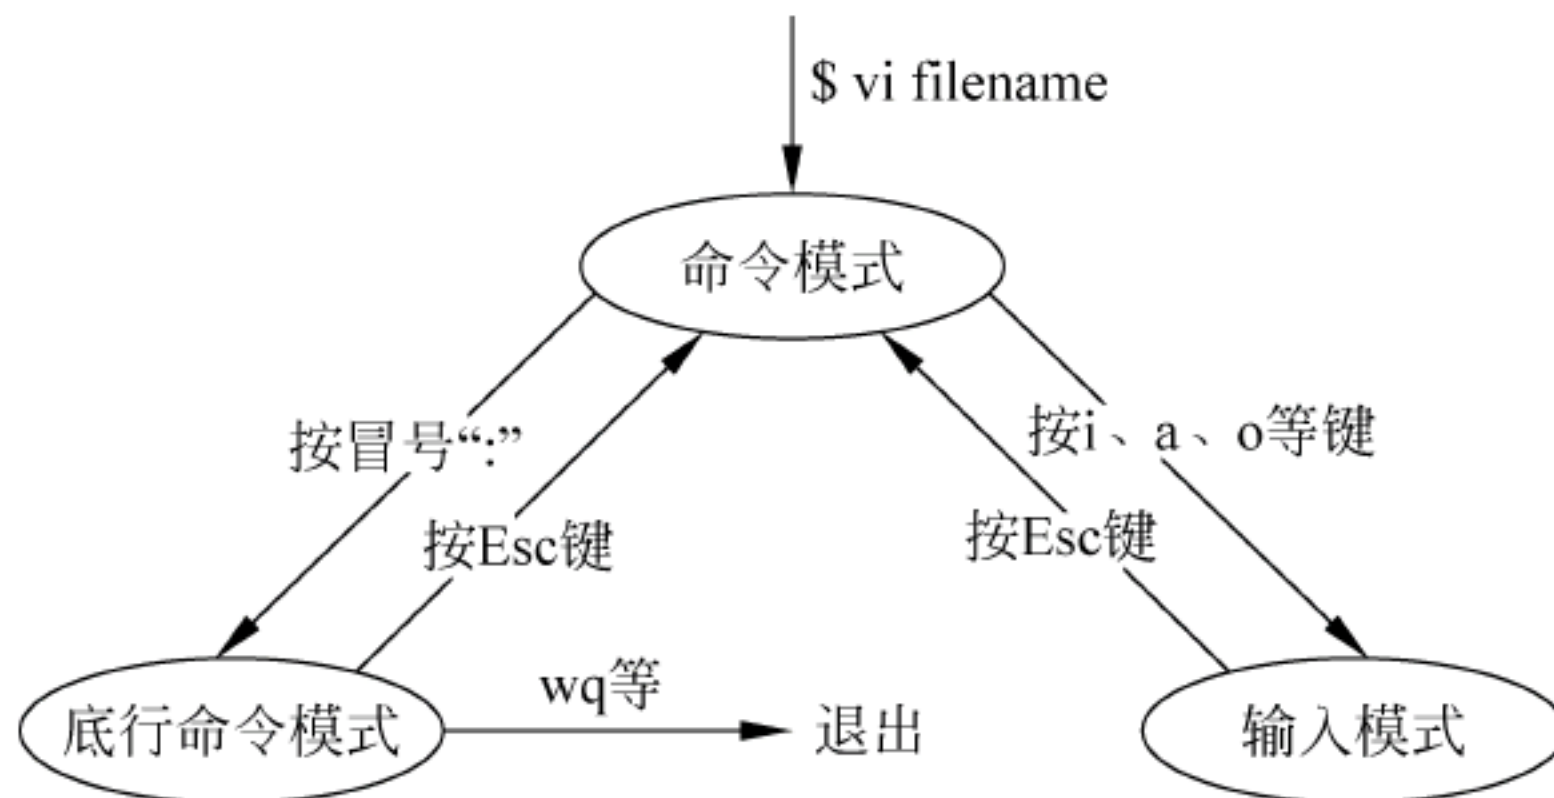 $ vi filename
命令模式
按冒号“:”
按i、a、o等键
按Esc键
按Esc键
wq等
底行命令模式
退出
输入模式